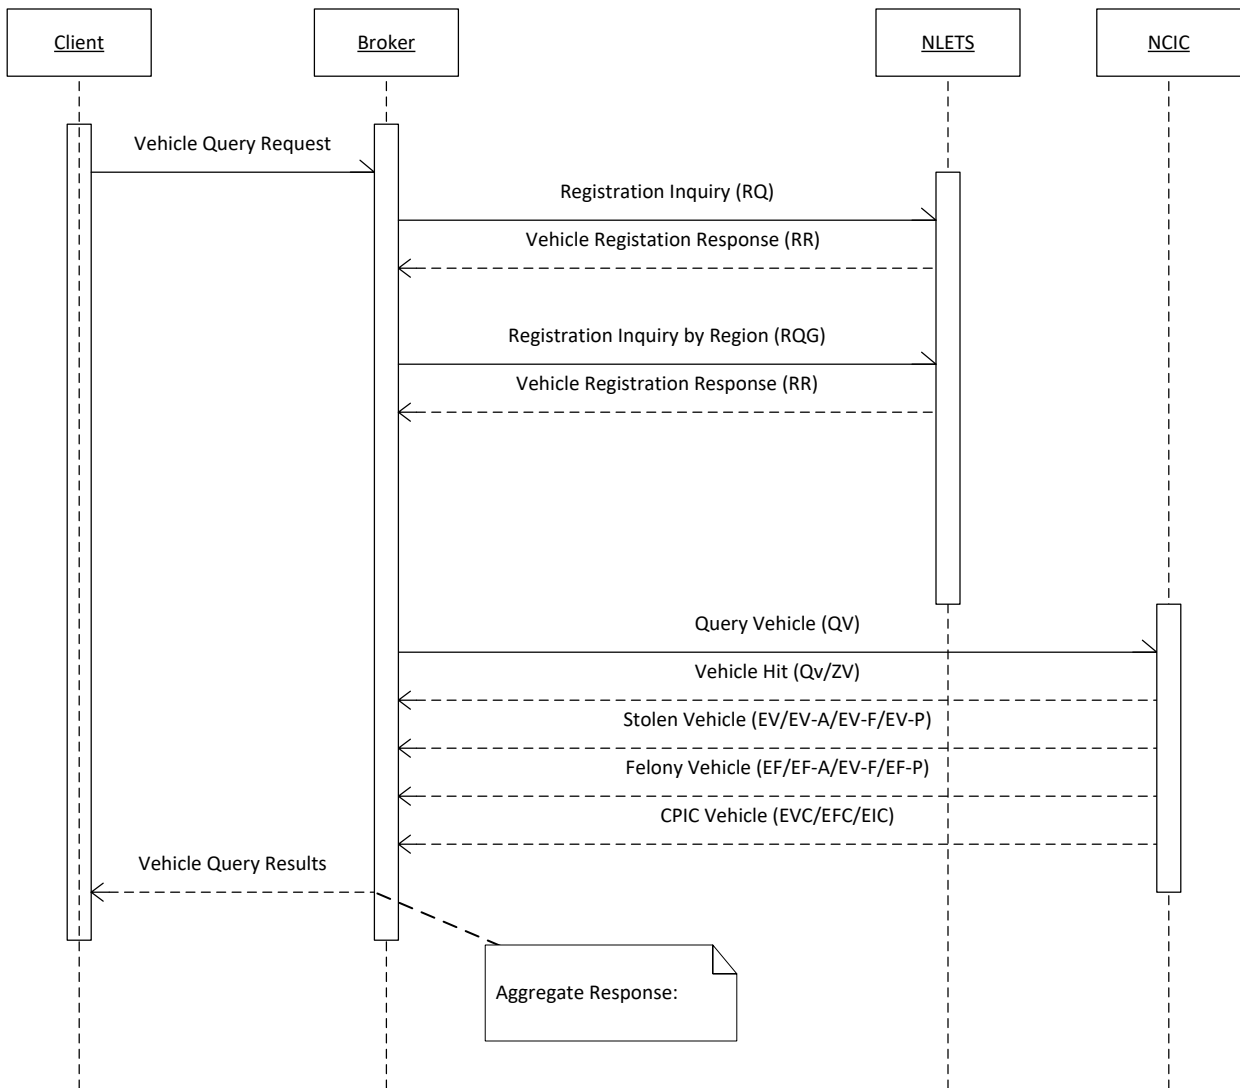 Client
Broker
NLETS
NCIC
Vehicle Query Request
Registration Inquiry (RQ)
Vehicle Registation Response (RR)
Registration Inquiry by Region (RQG)
Vehicle Registration Response (RR)
Query Vehicle (QV)
Vehicle Hit (Qv/ZV)
Stolen Vehicle (EV/EV-A/EV-F/EV-P)
Felony Vehicle (EF/EF-A/EV-F/EF-P)
CPIC Vehicle (EVC/EFC/EIC)
Vehicle Query Results
Aggregate Response: